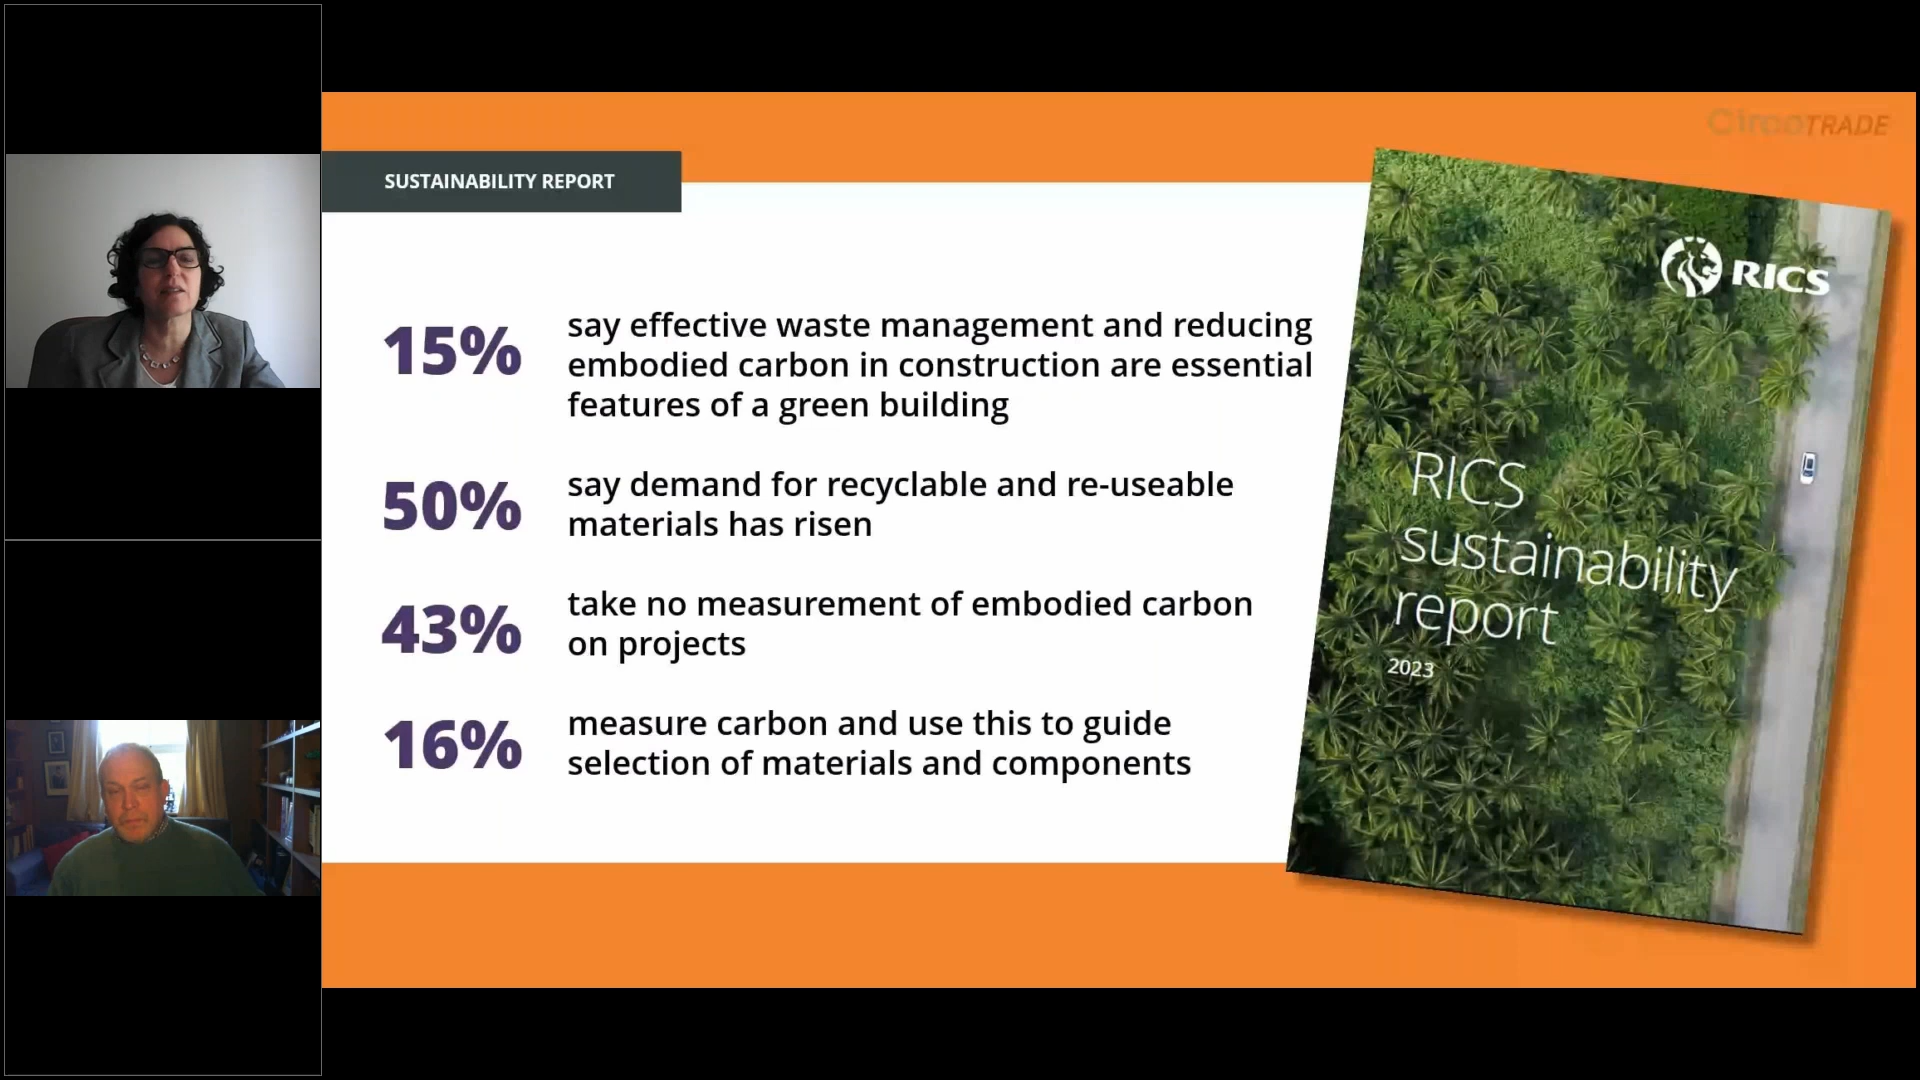 CircoTRADE
SUSTAINABILITY REPORT
15%
say effective waste management and reducing
embodied carbon in construction are essential
features of a green building
50%
say demand for recyclable and re-useable
materials has risen
43%
take no measurement of embodied carbon
on projects
16%
measure carbon and use this to guide
selection of materials and components
RICS
RICS
sustainability
report
2023